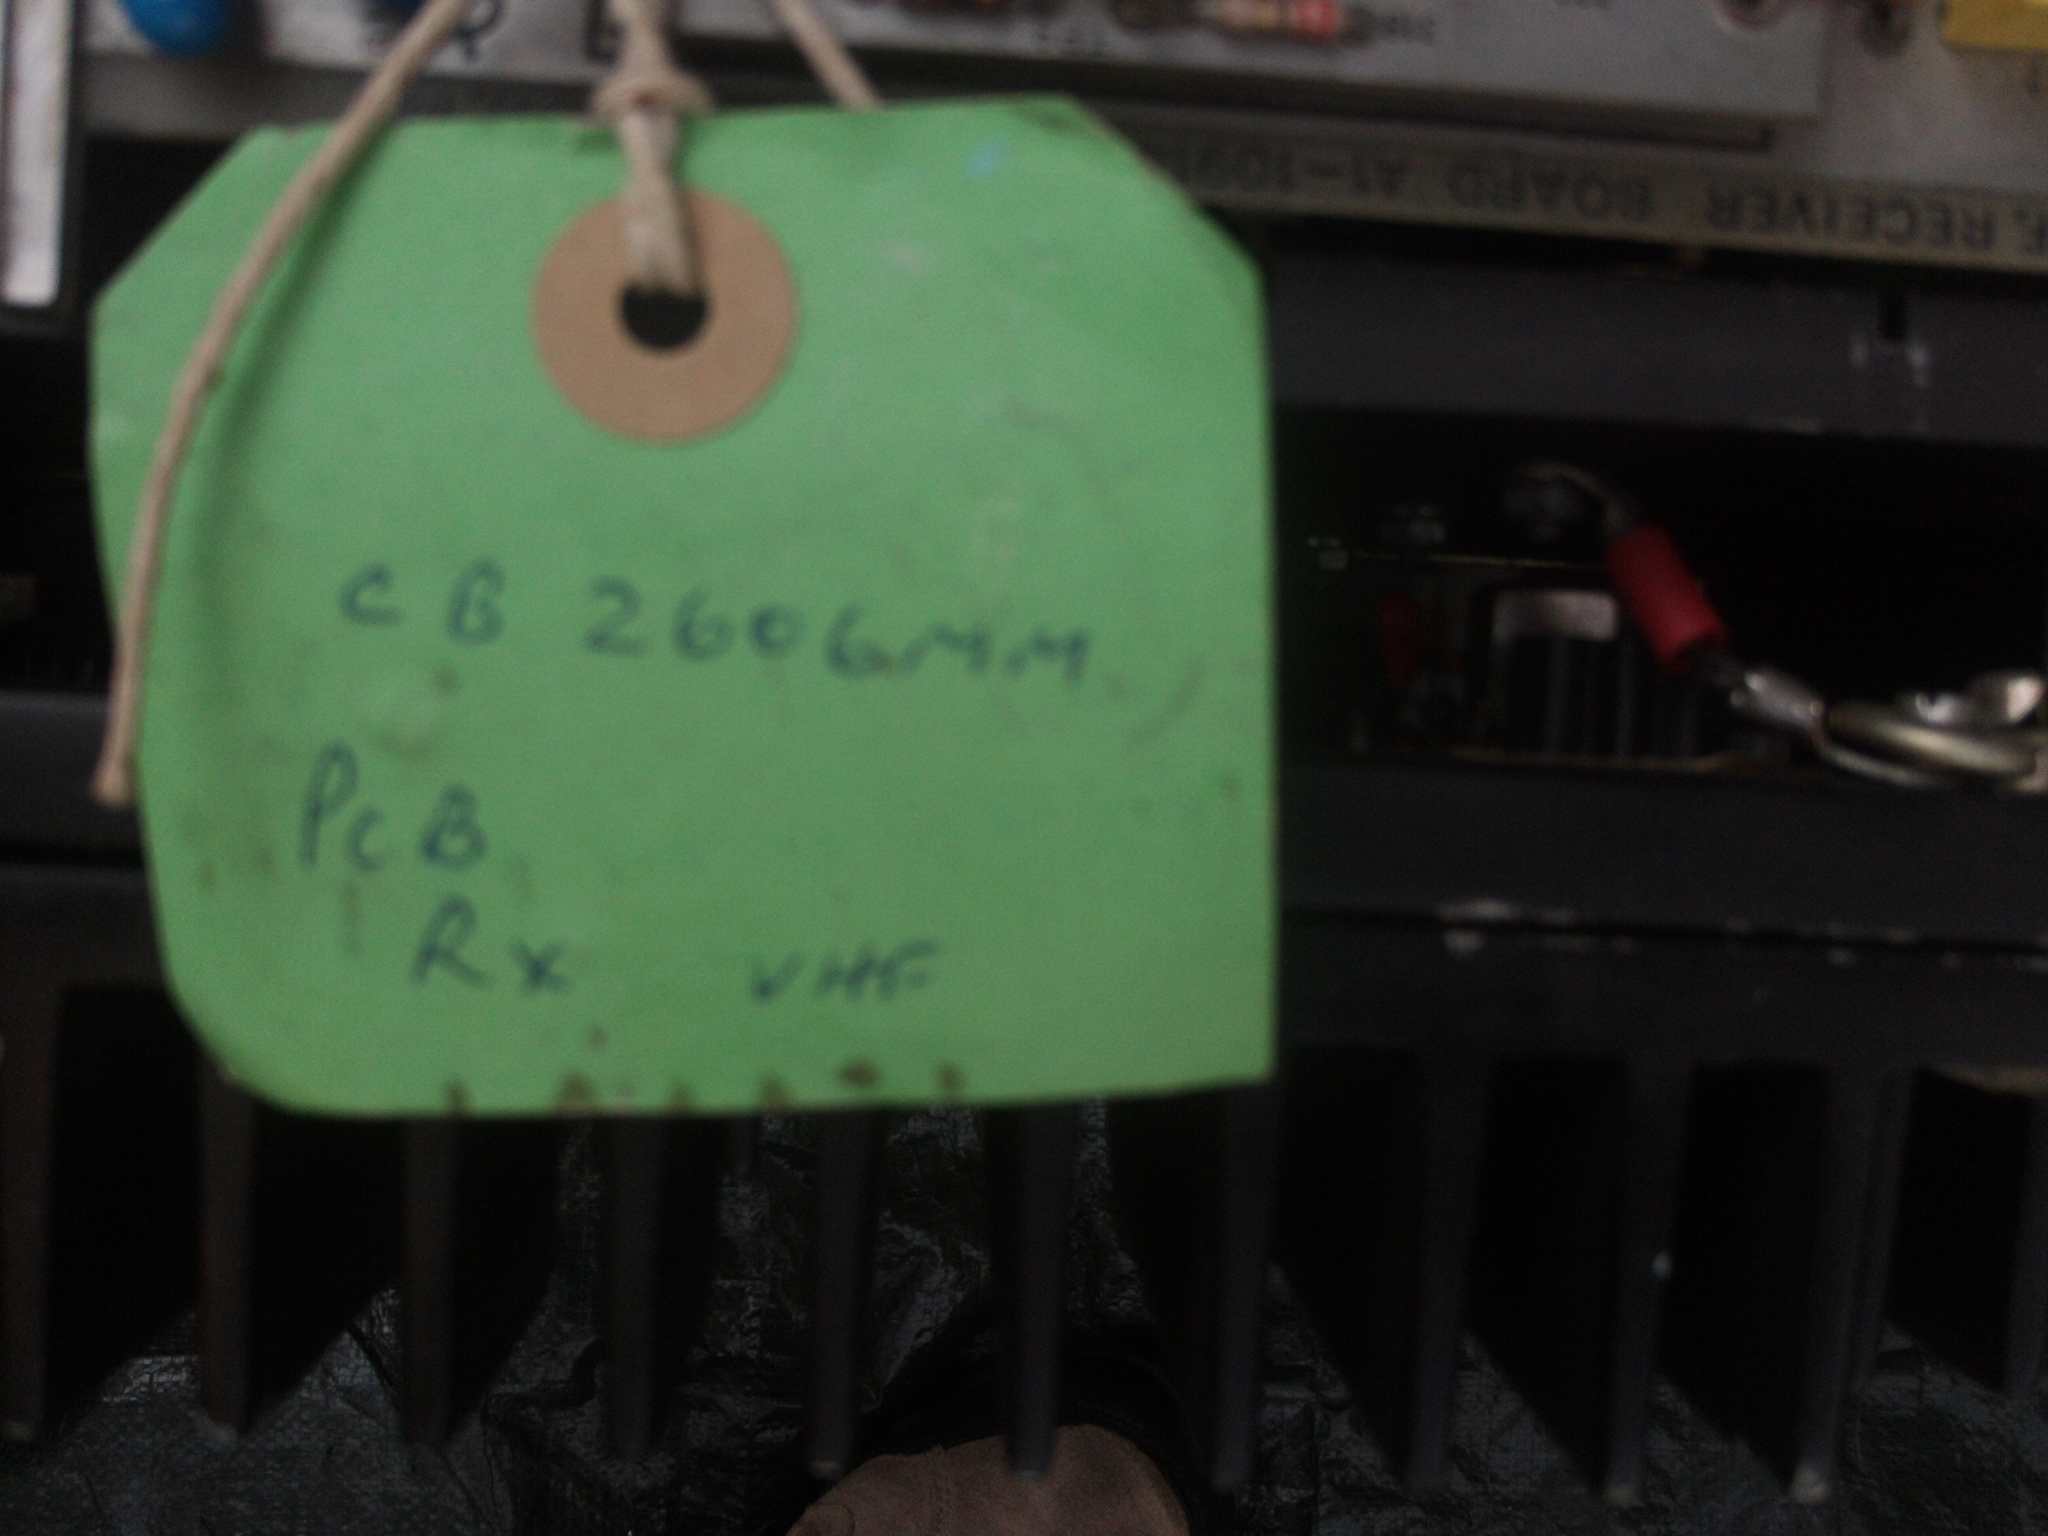 RECEIVER BOARD
CB 2606MM
PCB
Rx VHF